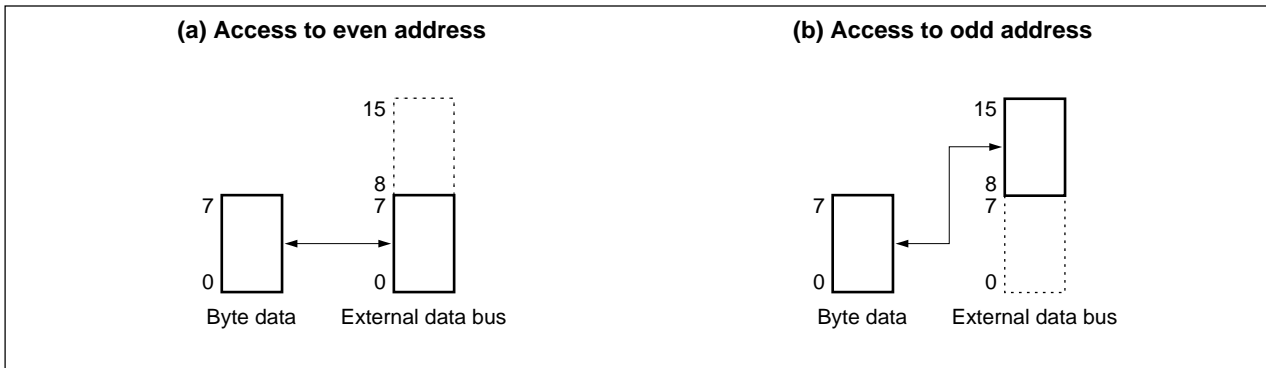 (a) Access to even address
15
8
7
7
0
0
Byte data
External data bus
(b) Access to odd address
15
8
7
7
0
0
Byte data
External data bus